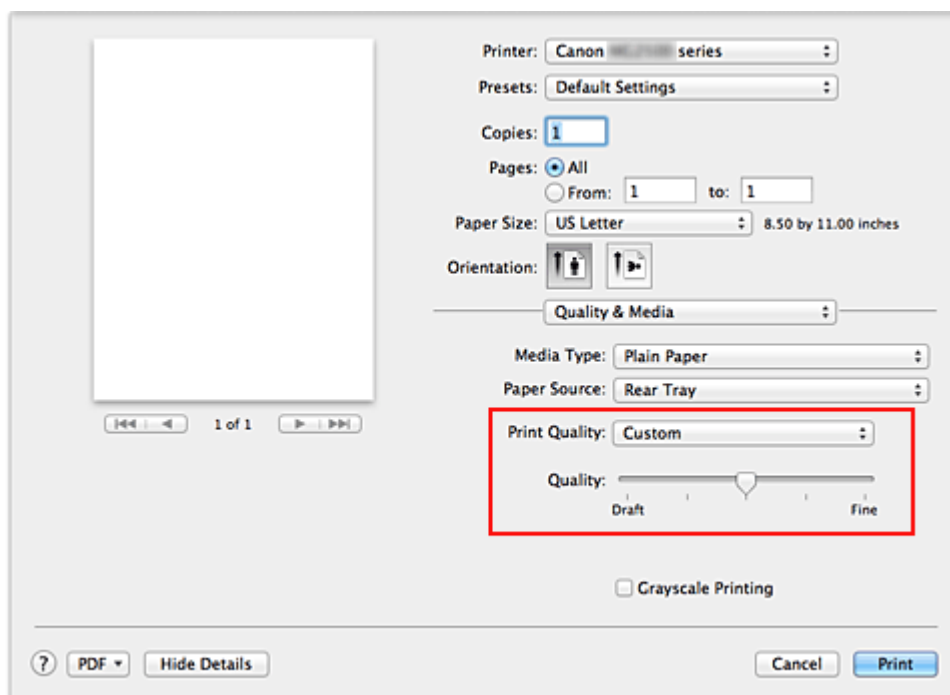 Printer: Canon series
Presets: Default Settings
Copies: 1
Pages: All
From: 1 to: 1
Paper Size: US Letter 8.50 by 11.00 inches
Orientation:
Quality & Media
Media Type: Plain Paper
Paper Source: Rear Tray
1 of 1
Print Quality: Custom
Quality:
Draft Fine
Grayscale Printing
? PDF Hide Details Cancel Print